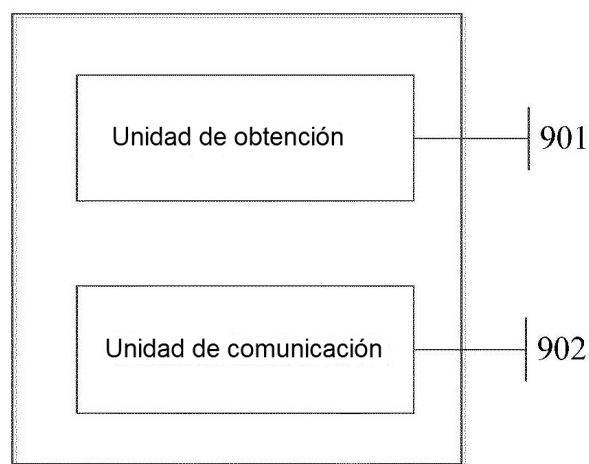 Unidad de obtención
901
Unidad de comunicación
902